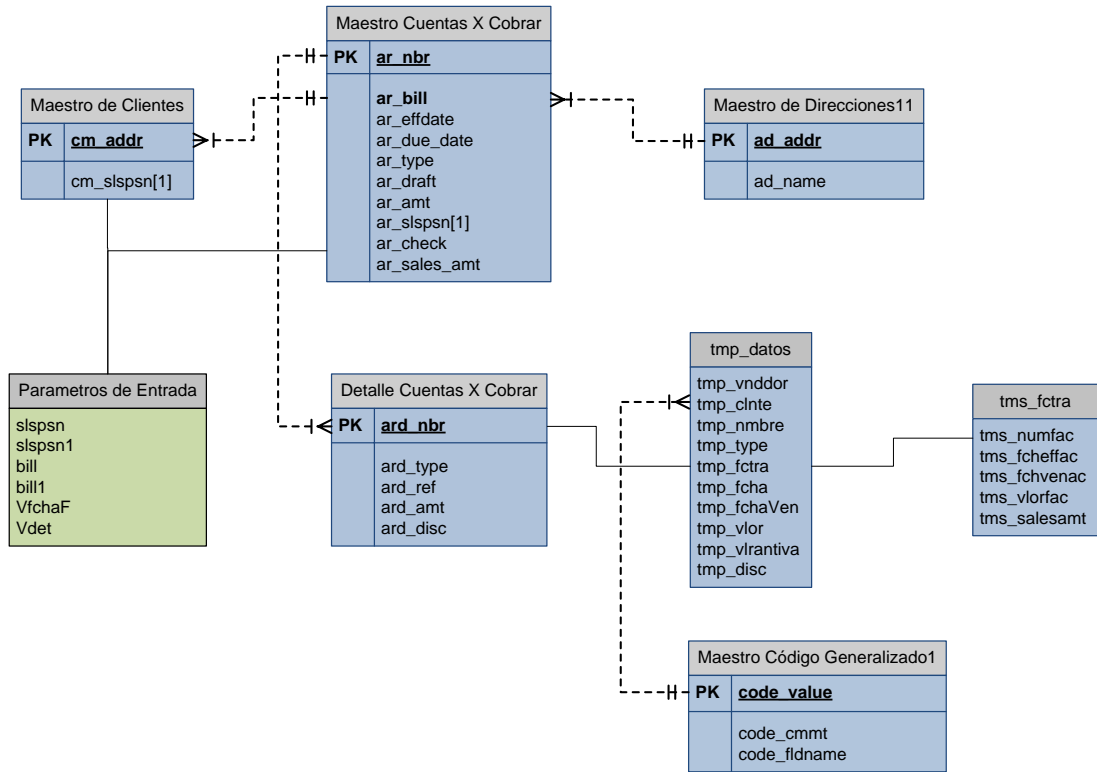 Maestro Cuentas X Cobrar
PK ar_nbr
ar_bill
ar_effdate
ar_due_date
ar_type
ar_draft
ar_amt
ar_slspsn[1]
ar_check
ar_sales_amt
Maestro de Clientes
PK cm_addr
cm_slspsn[1]
Maestro de Direcciones11
PK ad_addr
ad_name
Parametros de Entrada
slspsn
slspsn1
bill
bill1
VfchaF
Vdet
Detalle Cuentas X Cobrar
PK ard_nbr
ard_type
ard_ref
ard_amt
ard_disc
tmp_datos
tmp_vnddor
tmp_clnte
tmp_nmbre
tmp_type
tmp_fctra
tmp_fcha
tmp_fchaVen
tmp_vlor
tmp_vlrantiva
tmp_disc
tms_fctra
tms_numfac
tms_fcheffac
tms_fchvenac
tms_vlorfac
tms_salesamt
Maestro Código Generalizado1
PK code_value
code_cmmt
code_fldname